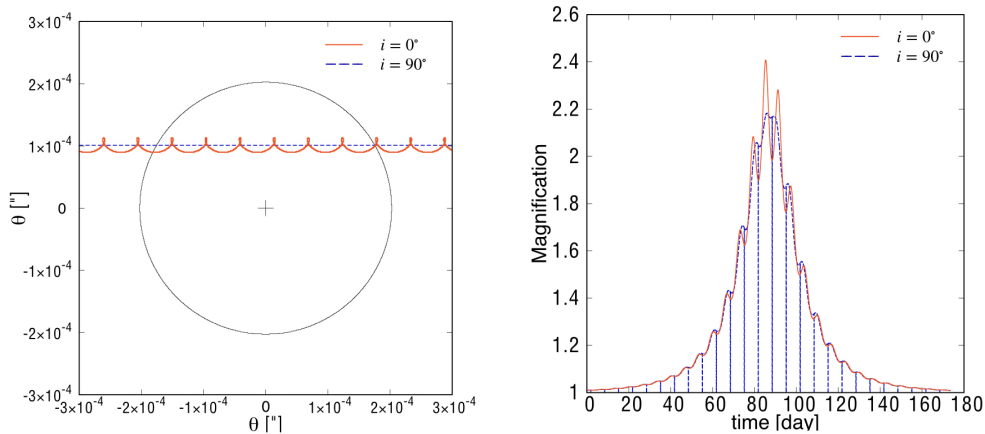 3×10⁻⁴
2×10⁻⁴
1×10⁻⁴
0
-1×10⁻⁴
-2×10⁻⁴
-3×10⁻⁴
θ ["]
i = 0°
i = 90°
-3×10⁻⁴ -2×10⁻⁴ -1×10⁻⁴ 0 1×10⁻⁴ 2×10⁻⁴ 3×10⁻⁴
θ ["]
2.6
2.4
2.2
2
1.8
1.6
1.4
1.2
1
Magnification
i = 0°
i = 90°
0 20 40 60 80 100 120 140 160 180
time [day]